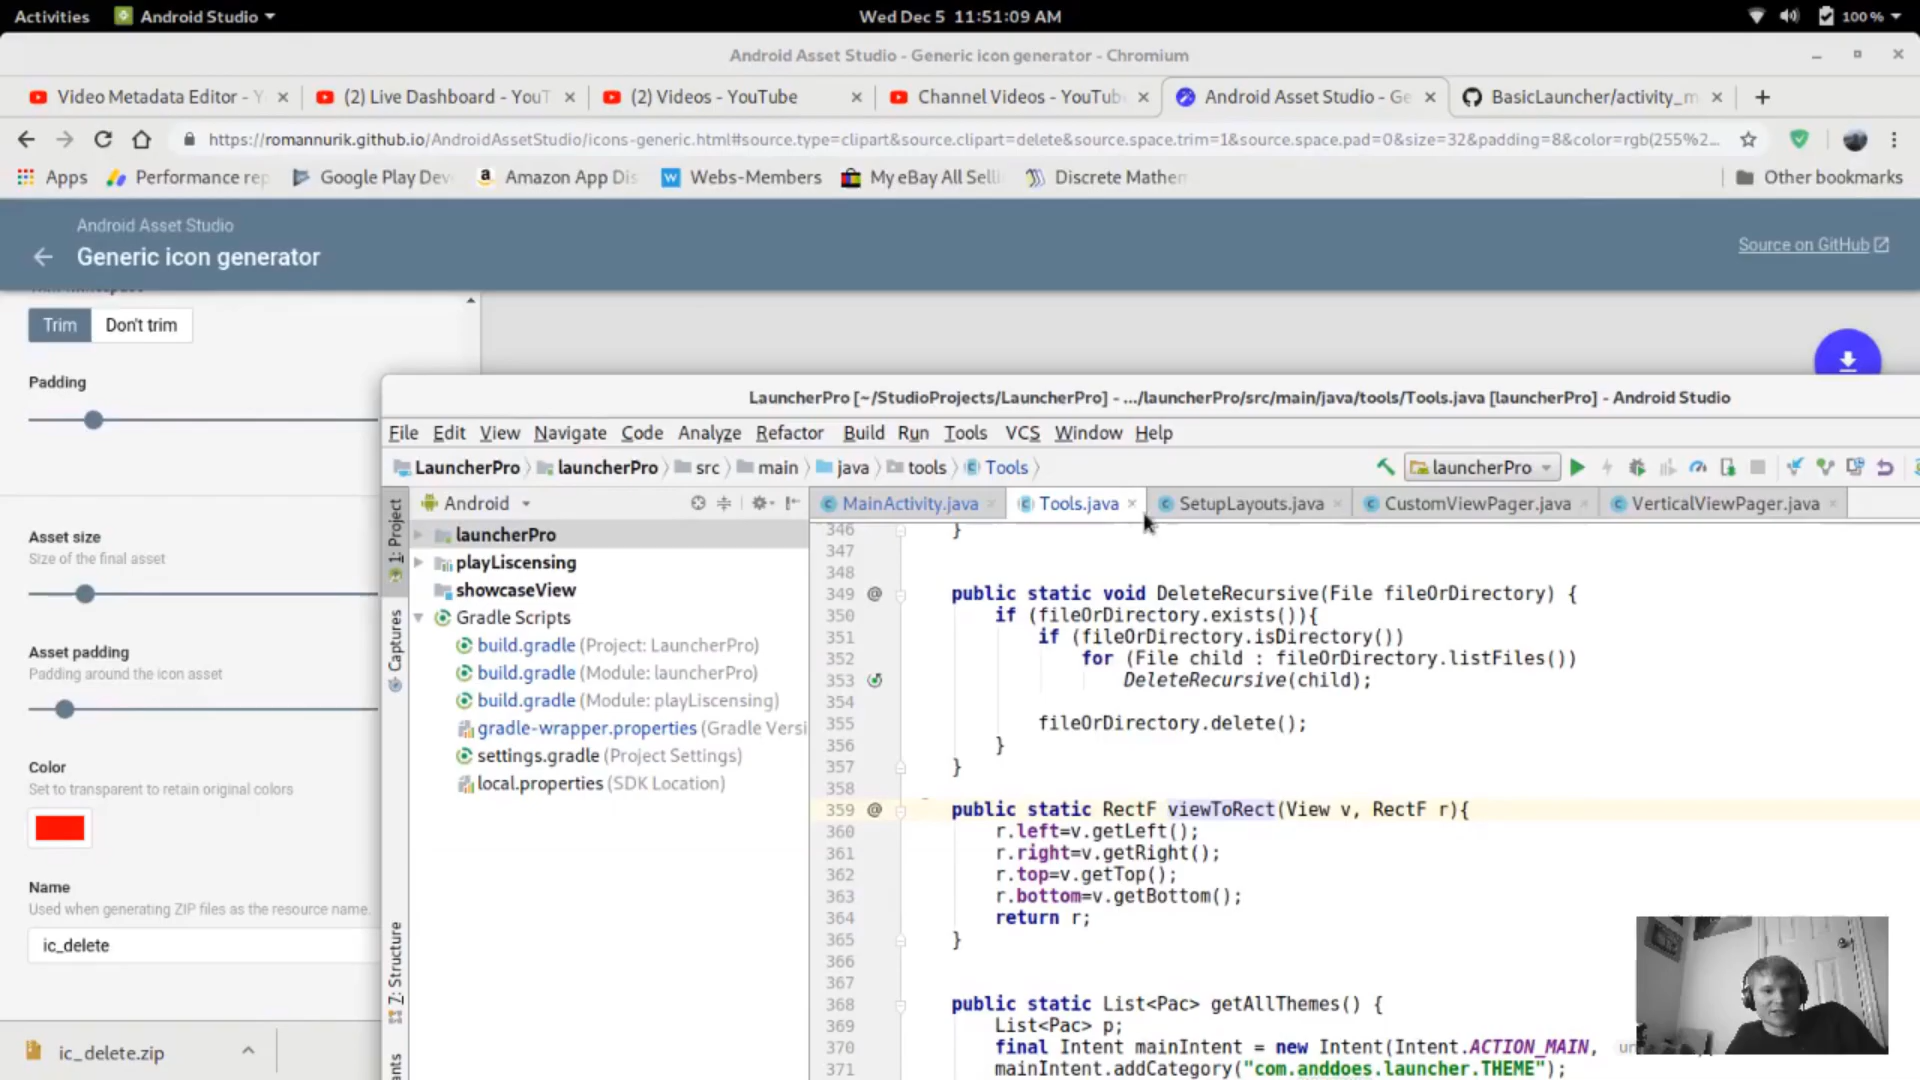 Activities
Android Studio
Wed Dec 5 11:51:09 AM
100 %
Android Asset Studio - Generic icon generator - Chromium
Video Metadata Editor - Y
(2) Live Dashboard - YouT
(2) Videos - YouTube
Channel Videos - YouTub
Android Asset Studio - Ge
BasicLauncher/activity_m
https://romannurik.github.io/AndroidAssetStudio/icons-generic.html#source.type=clipart&source.clipart=delete&source.space.trim=1&source.space.pad=0&size=32&padding=8&color=rgb(255%2...
Apps
Performance rep
Google Play Dev
Amazon App Dis
Webs-Members
My eBay All Selli
Discrete Mathem
Other bookmarks
Android Asset Studio
Generic icon generator
Source on GitHub
Trim
Don't trim
Padding
Asset size
Size of the final asset
Asset padding
Padding around the icon asset
Color
Set to transparent to retain original colors
Name
Used when generating ZIP files as the resource name.
ic_delete
ic_delete.zip
LauncherPro [~/StudioProjects/LauncherPro] - .../launcherPro/src/main/java/tools/Tools.java [launcherPro] - Android Studio
File Edit View Navigate Code Analyze Refactor Build Run Tools VCS Window Help
LauncherPro launcherPro src main java tools Tools
launcherPro
Android
MainActivity.java
Tools.java
SetupLayouts.java
CustomViewPager.java
VerticalViewPager.java
1: Project
Captures
7: Structure
ants
launcherPro
playLiscensing
showcaseView
Gradle Scripts
build.gradle (Project: LauncherPro)
build.gradle (Module: launcherPro)
build.gradle (Module: playLiscensing)
gradle-wrapper.properties (Gradle Versi
settings.gradle (Project Settings)
local.properties (SDK Location)
346 }
347
348
349 public static void DeleteRecursive(File fileOrDirectory) {
350 if (fileOrDirectory.exists()){
351 if (fileOrDirectory.isDirectory())
352 for (File child : fileOrDirectory.listFiles())
353 DeleteRecursive(child);
354
355 fileOrDirectory.delete();
356 }
357 }
358
359 public static RectF viewToRect(View v, RectF r){
360 r.left=v.getLeft();
361 r.right=v.getRight();
362 r.top=v.getTop();
363 r.bottom=v.getBottom();
364 return r;
365 }
366
367
368 public static List<Pac> getAllThemes() {
369 List<Pac> p;
370 final Intent mainIntent = new Intent(Intent.ACTION_MAIN,
371 mainIntent.addCategory("com.anddoes.launcher.THEME");